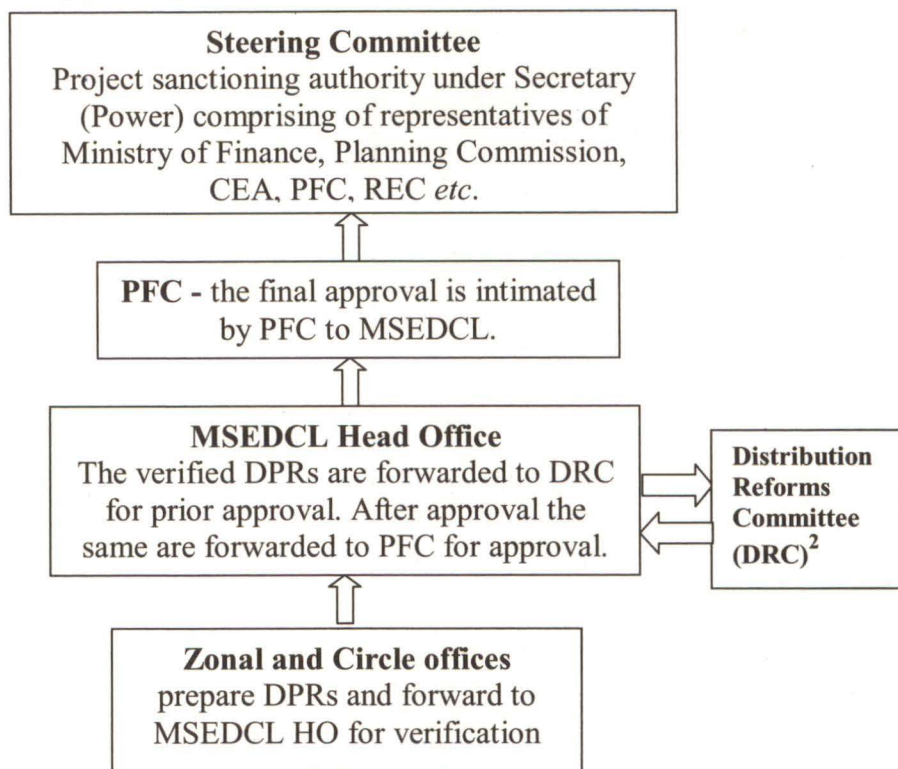 Steering Committee
Project sanctioning authority under Secretary
(Power) comprising of representatives of
Ministry of Finance, Planning Commission,
CEA, PFC, REC etc.
PFC - the final approval is intimated
by PFC to MSEDCL.
MSEDCL Head Office
The verified DPRs are forwarded to DRC
for prior approval. After approval the
same are forwarded to PFC for approval.
Distribution
Reforms
Committee
(DRC)²
Zonal and Circle offices
prepare DPRs and forward to
MSEDCL HO for verification